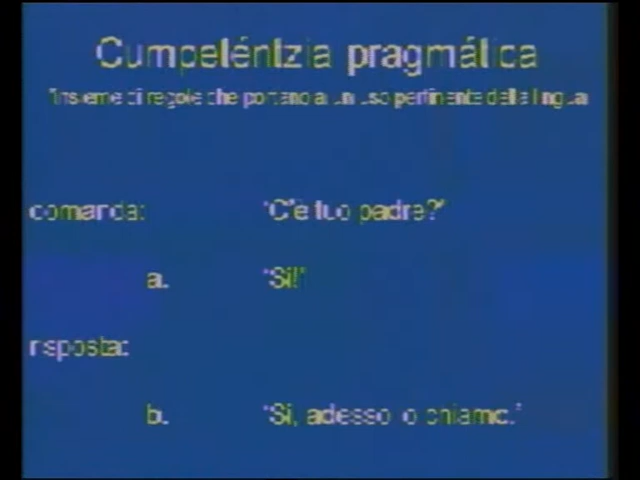 Cumpeténtzia pragmática
'Insieme di regole che portano a un uso pertinente della lingua'
domanda: 'C'è tuo padre?'
a. 'Sì!'
risposta:
b. 'Sì, adesso lo chiamo.'